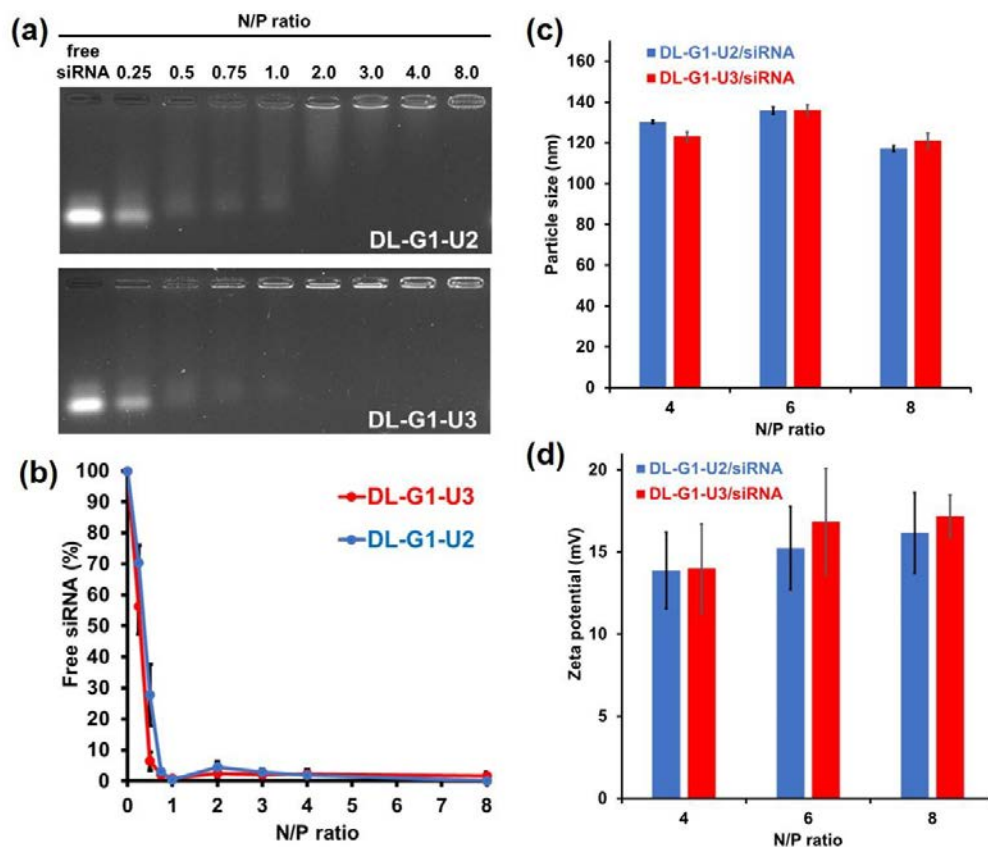 (a)
N/P ratio
free
siRNA 0.25 0.5 0.75 1.0 2.0 3.0 4.0 8.0
DL-G1-U2
DL-G1-U3
(b)
100
90
80
70
60
50
40
30
20
10
0
Free siRNA (%)
DL-G1-U3
DL-G1-U2
0 1 2 3 4 5 6 7 8
N/P ratio
(c)
DL-G1-U2/siRNA
DL-G1-U3/siRNA
160
140
120
100
80
60
40
20
0
Particle size (nm)
4 6 8
N/P ratio
(d)
DL-G1-U2/siRNA
DL-G1-U3/siRNA
20
15
10
5
0
Zeta potential (mV)
4 6 8
N/P ratio